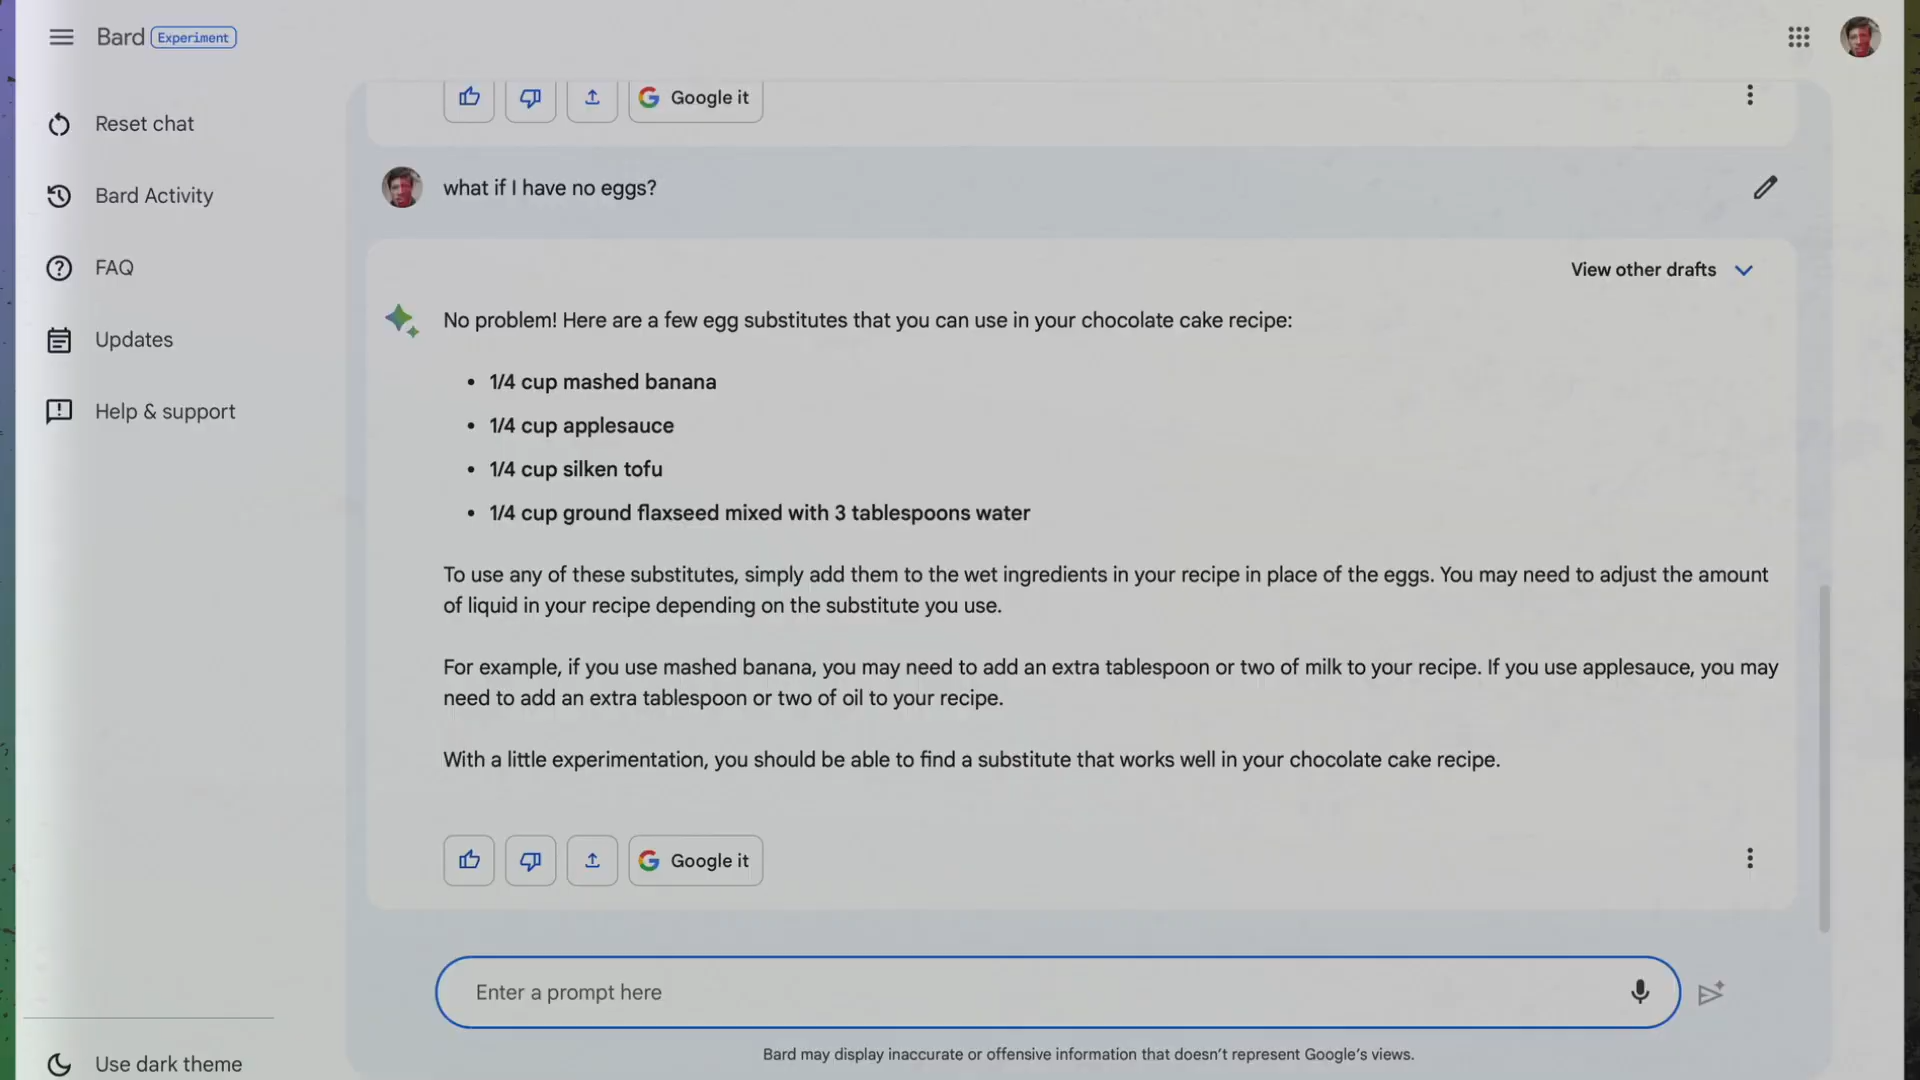 Bard Experiment
Reset chat
Bard Activity
FAQ
Updates
Help & support
Use dark theme
Google it
what if I have no eggs?
View other drafts
No problem! Here are a few egg substitutes that you can use in your chocolate cake recipe:
• 1/4 cup mashed banana
• 1/4 cup applesauce
• 1/4 cup silken tofu
• 1/4 cup ground flaxseed mixed with 3 tablespoons water
To use any of these substitutes, simply add them to the wet ingredients in your recipe in place of the eggs. You may need to adjust the amount
of liquid in your recipe depending on the substitute you use.
For example, if you use mashed banana, you may need to add an extra tablespoon or two of milk to your recipe. If you use applesauce, you may
need to add an extra tablespoon or two of oil to your recipe.
With a little experimentation, you should be able to find a substitute that works well in your chocolate cake recipe.
Google it
Enter a prompt here
Bard may display inaccurate or offensive information that doesn't represent Google's views.